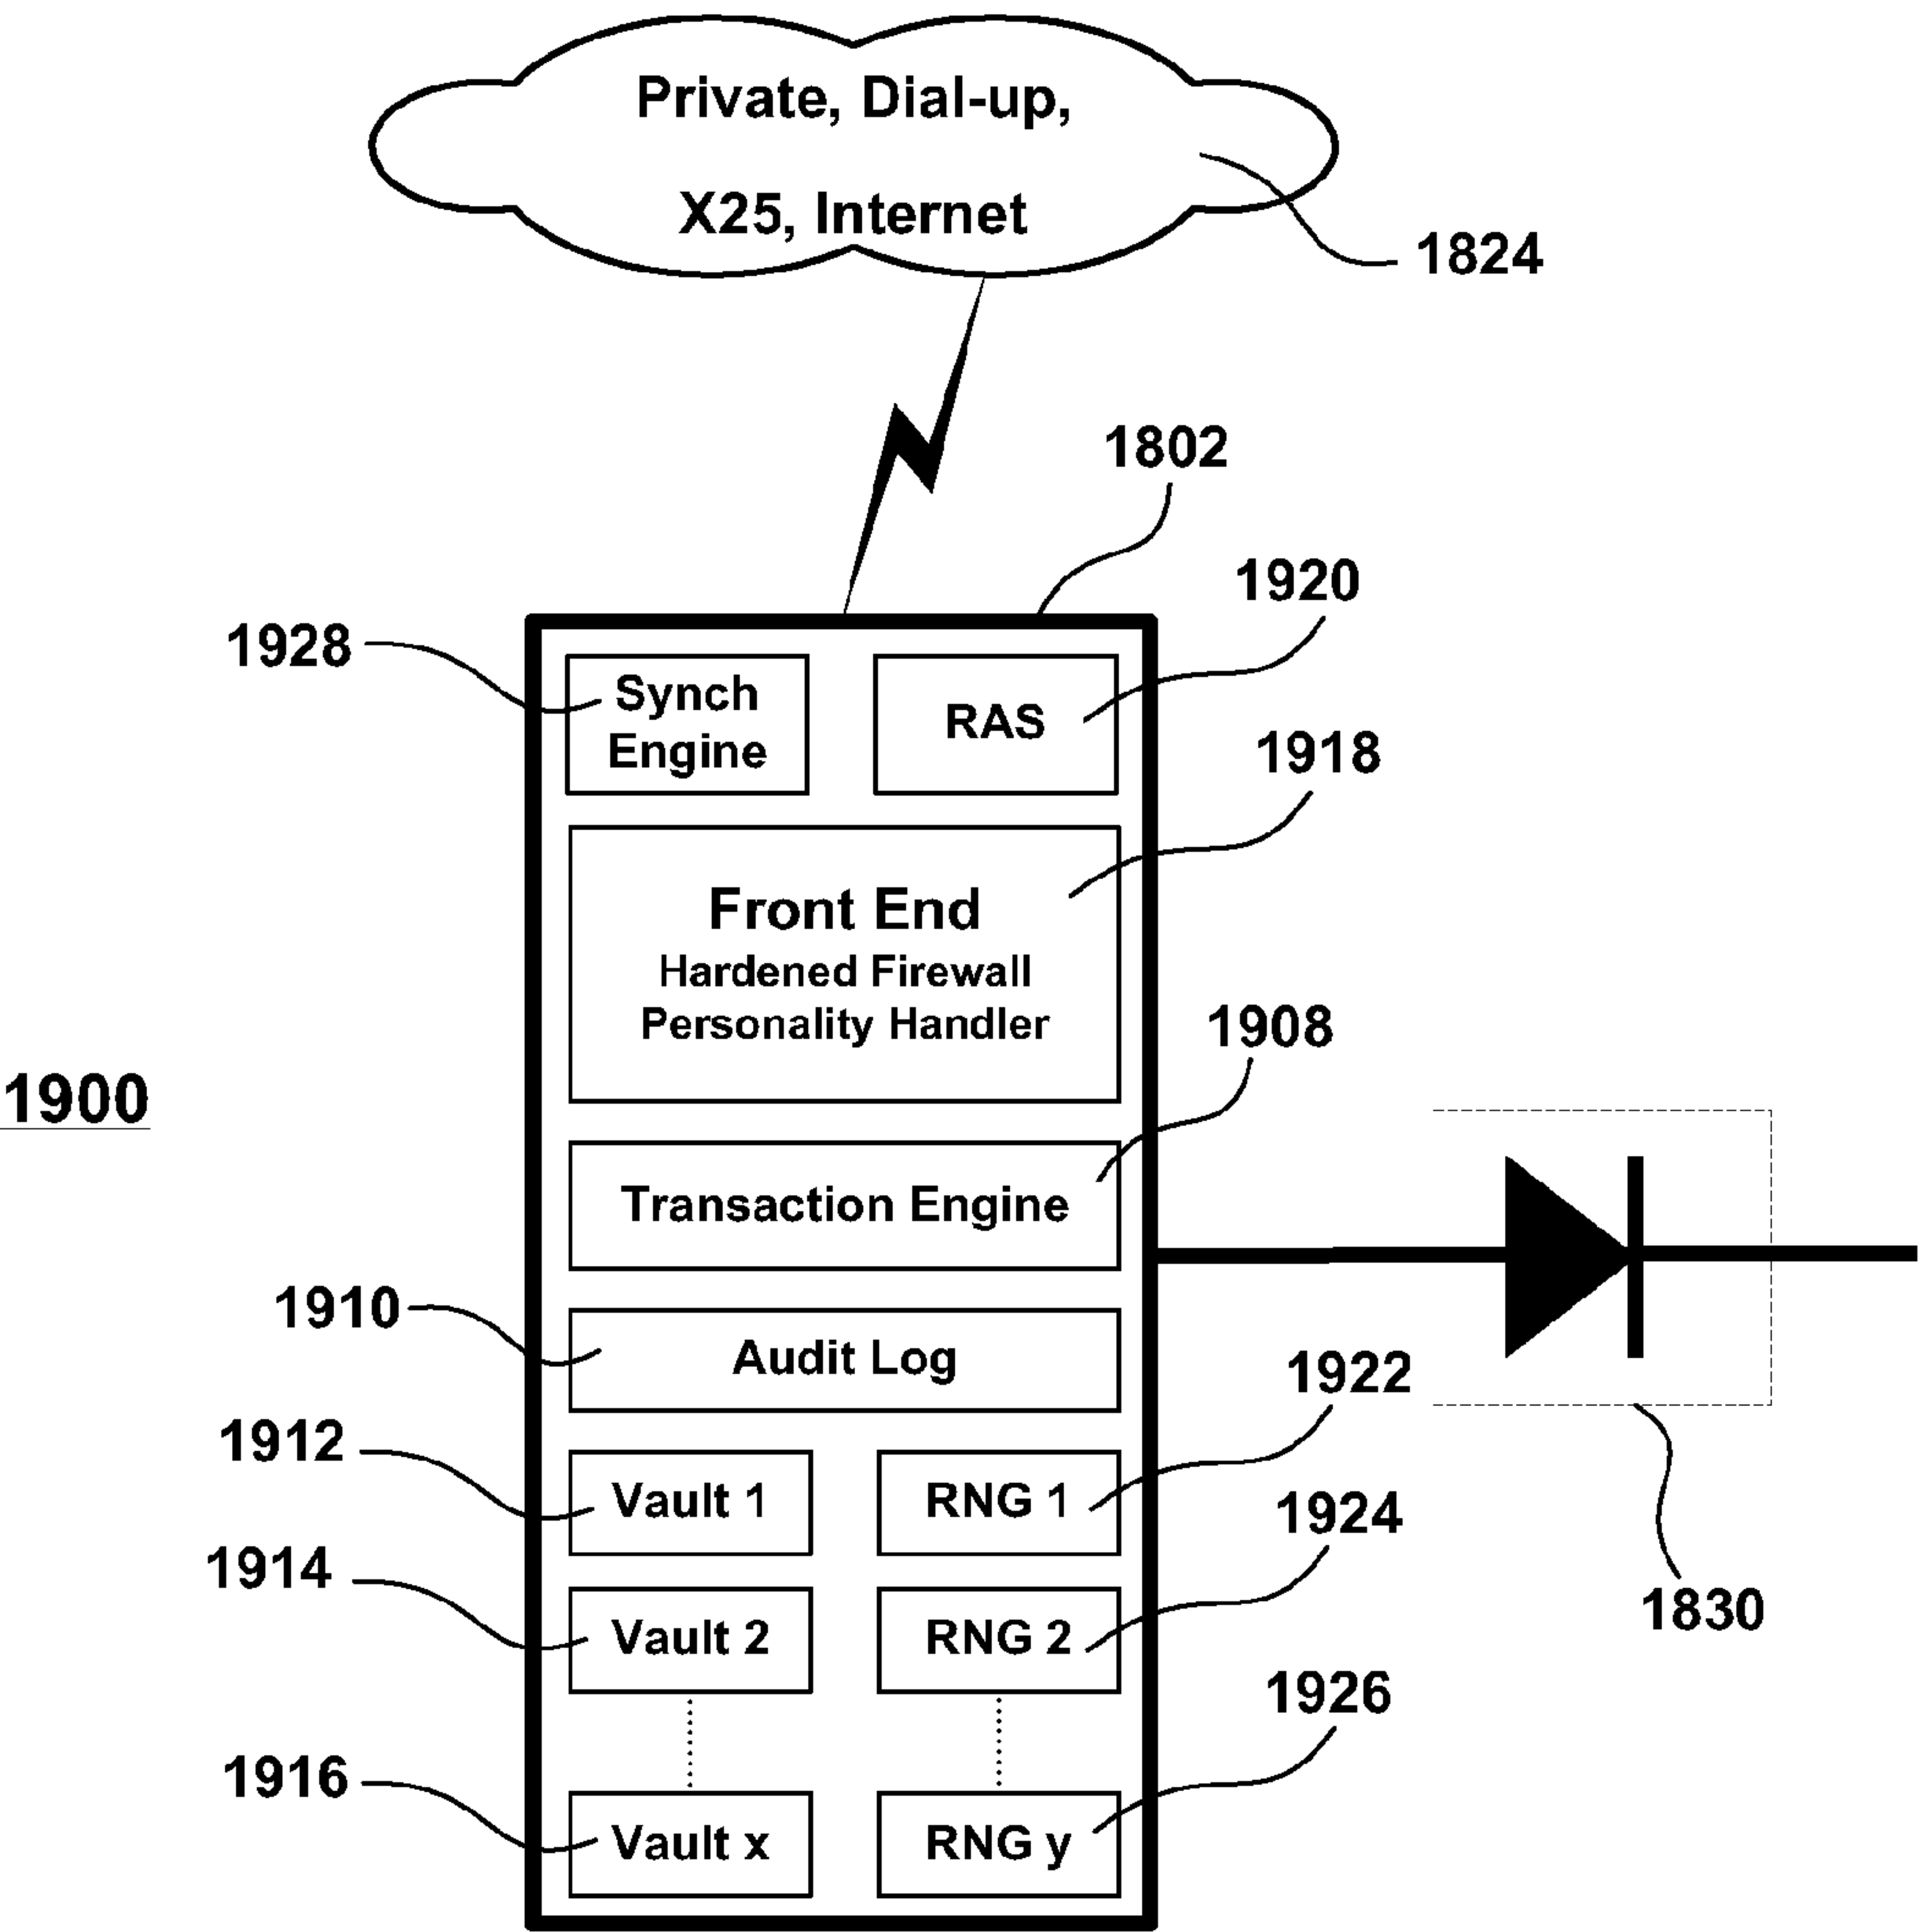 Private, Dial-up,
X25, Internet
1824
1802
1920
1928
Synch
Engine
RAS
1918
Front End
Hardened Firewall
Personality Handler
1908
1900
Transaction Engine
1910
Audit Log
1922
1912
Vault 1
RNG 1
1924
1914
Vault 2
RNG 2
1830
1926
1916
Vault x
RNG y